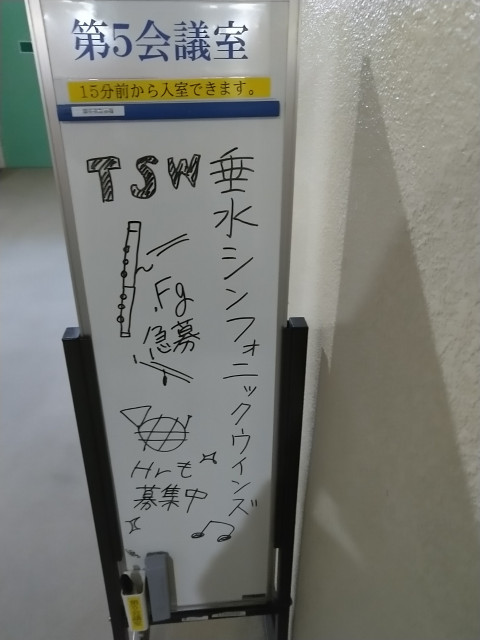 第5会議室
15分前から入室できます。
垂水シンフォニックウインズ
TSW
Fg
急募
Hrも
募集中